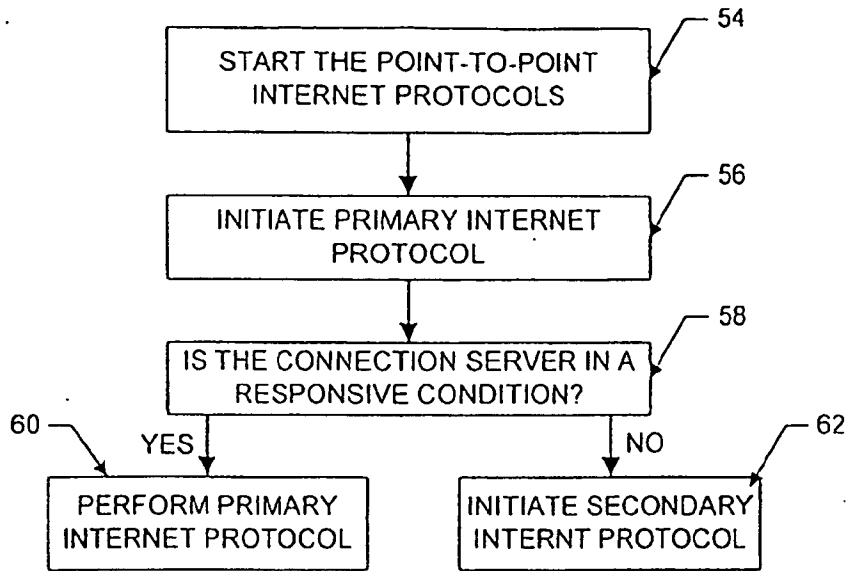 54
START THE POINT-TO-POINT
INTERNET PROTOCOLS
56
INITIATE PRIMARY INTERNET
PROTOCOL
58
IS THE CONNECTION SERVER IN A
RESPONSIVE CONDITION?
60
YES
NO
62
PERFORM PRIMARY
INTERNET PROTOCOL
INITIATE SECONDARY
INTERNT PROTOCOL